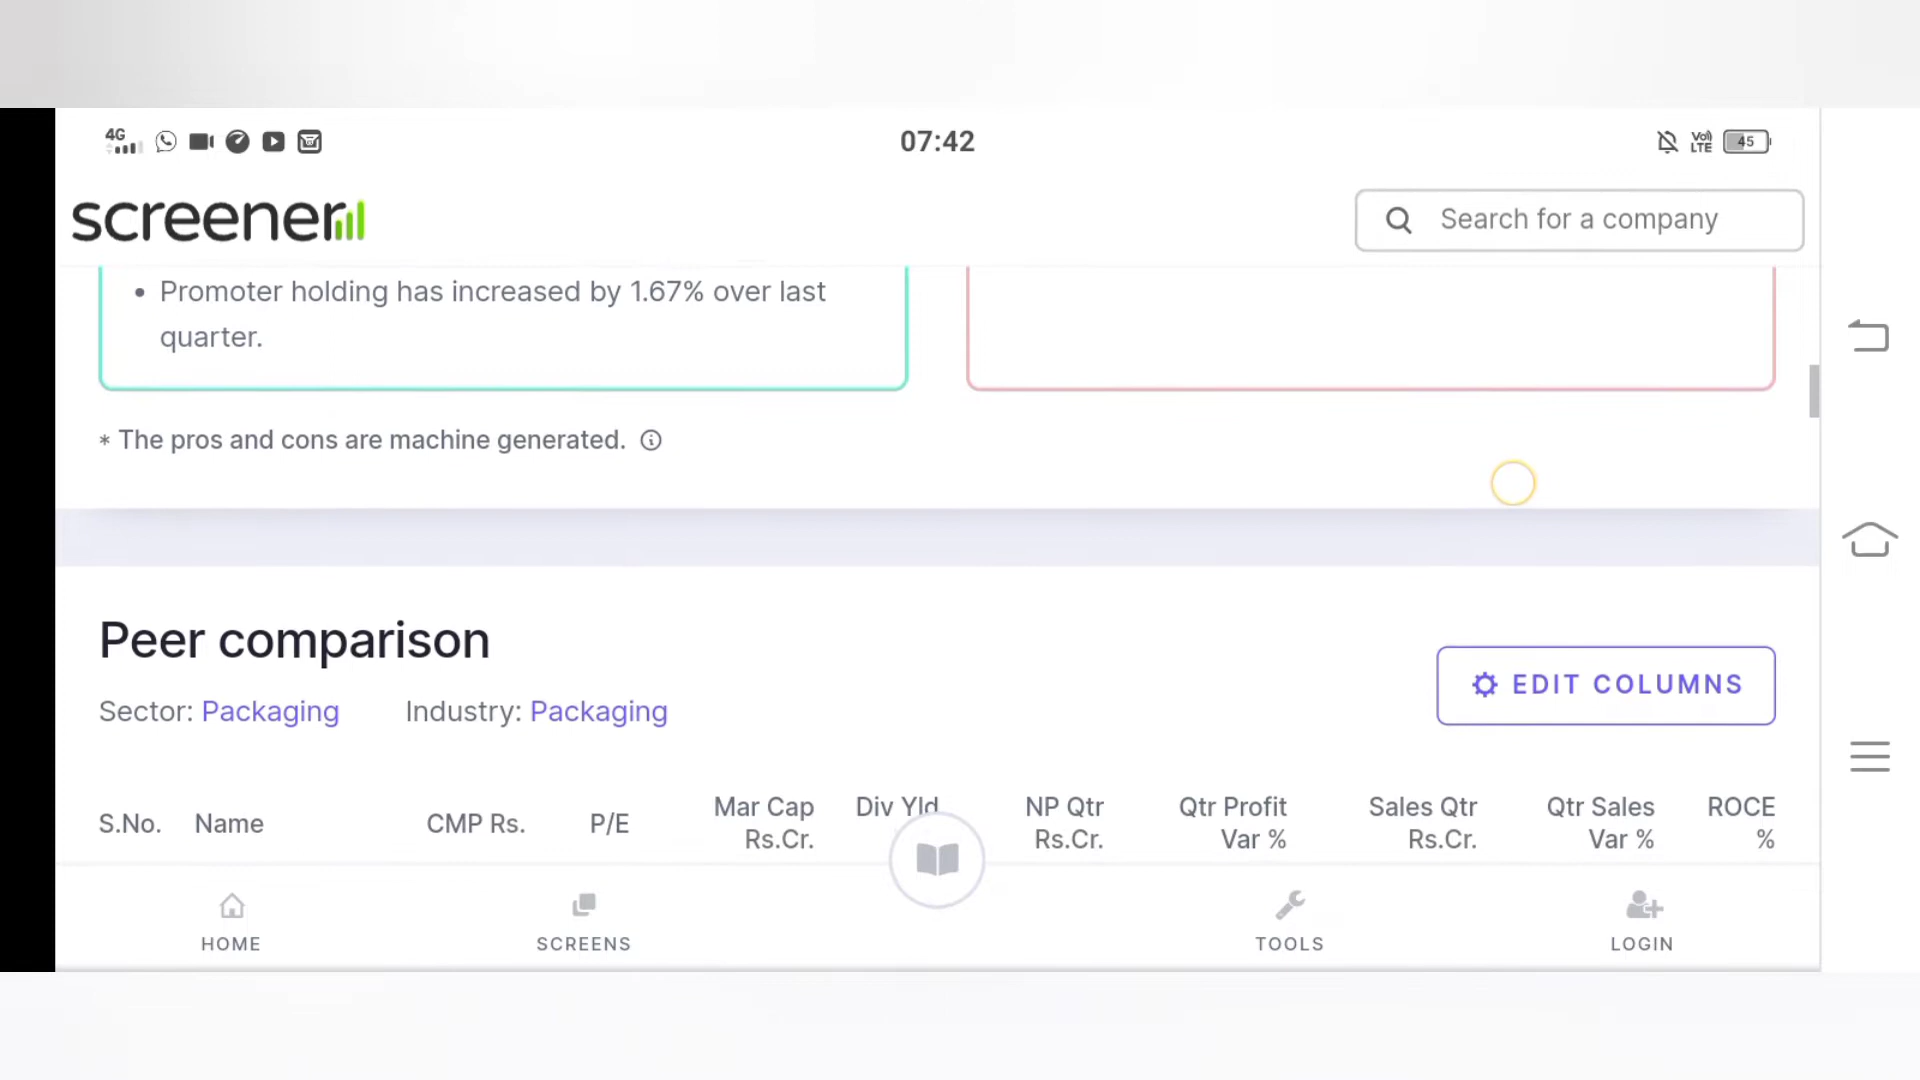 4G
07:42
Vo)
LTE
45
screener
Search for a company
• Promoter holding has increased by 1.67% over last
quarter.
* The pros and cons are machine generated.
Peer comparison
EDIT COLUMNS
Sector: Packaging Industry: Packaging
S.No. Name CMP Rs. P/E Mar Cap Rs.Cr. Div Yld NP Qtr Rs.Cr. Qtr Profit Var % Sales Qtr Rs.Cr. Qtr Sales Var % ROCE %
HOME SCREENS TOOLS LOGIN